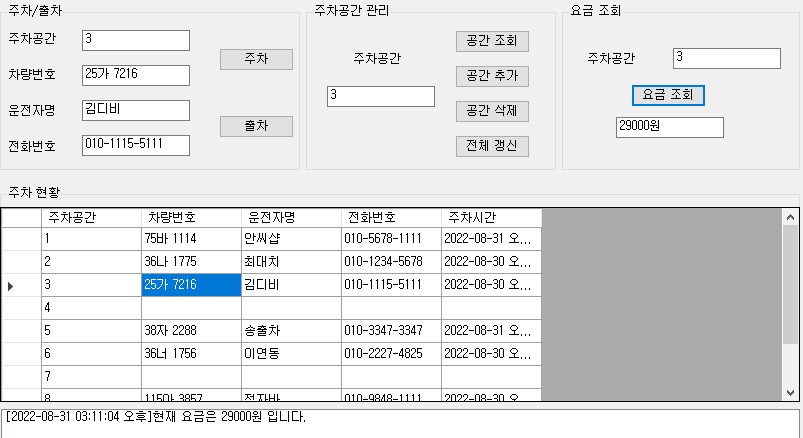 주차/출차
주차공간 3
차량번호 25가 7216
운전자명 김디비
전화번호 010-1115-5111
주차
출차
주차공간 관리
주차공간
3
공간 조회
공간 추가
공간 삭제
전체 갱신
요금 조회
주차공간 3
요금 조회
29000원
주차 현황
주차공간 차량번호 운전자명 전화번호 주차시간
1 75바 1114 안씨샵 010-5678-1111 2022-08-31 오...
2 36나 1775 최대치 010-1234-5678 2022-08-30 오...
3 25가 7216 김디비 010-1115-5111 2022-08-30 오...
4
5 38자 2288 송출차 010-3347-3347 2022-08-31 오...
6 36너 1756 이연동 010-2227-4825 2022-08-30 오...
7
8 115아 3857 정자바 010-9848-1111 2022-08-30 오...
[2022-08-31 03:11:04 오후]현재 요금은 29000원 입니다.